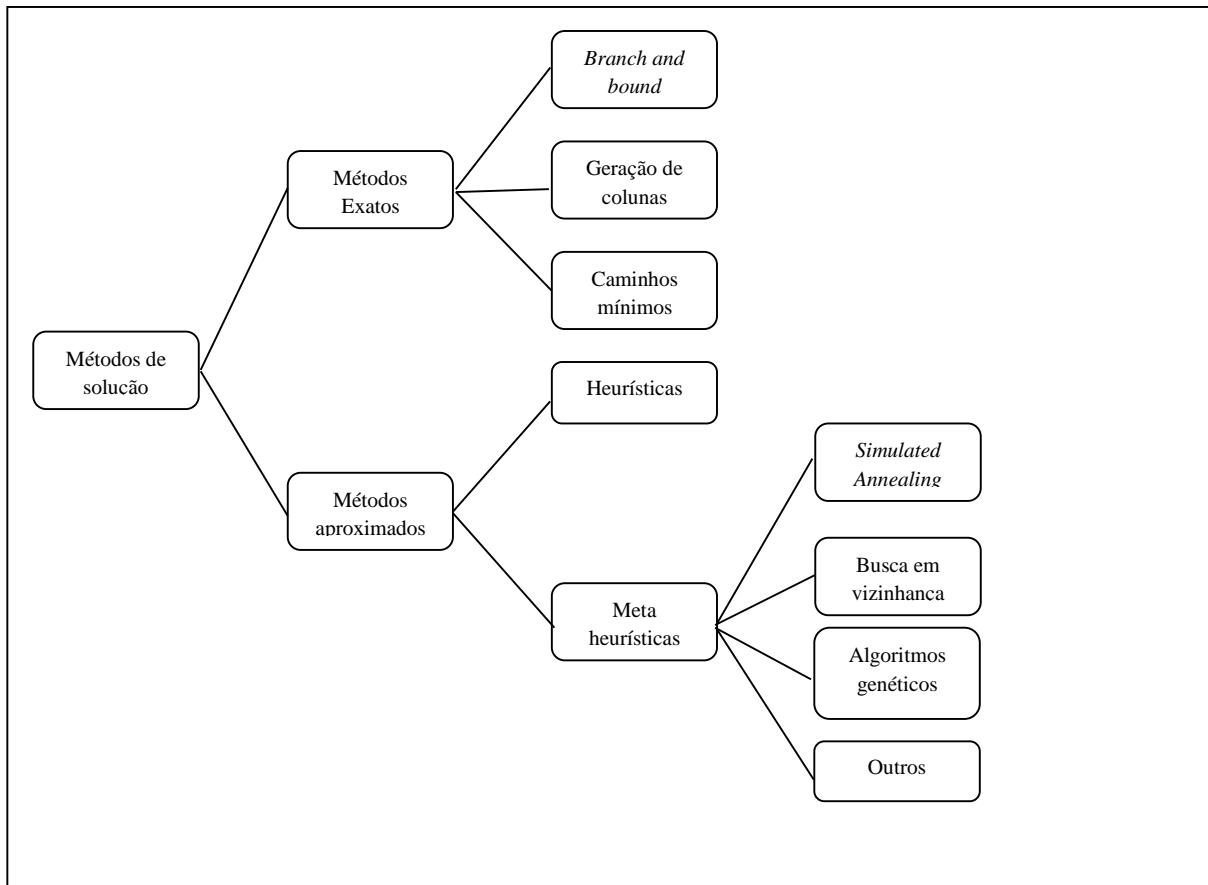 Branch and
bound
Métodos
Exatos
Geração de
colunas
Caminhos
mínimos
Métodos de
solução
Heurísticas
Métodos
aproximados
Simulated
Annealing
Busca em
vizinhança
Meta
heurísticas
Algoritmos
genéticos
Outros